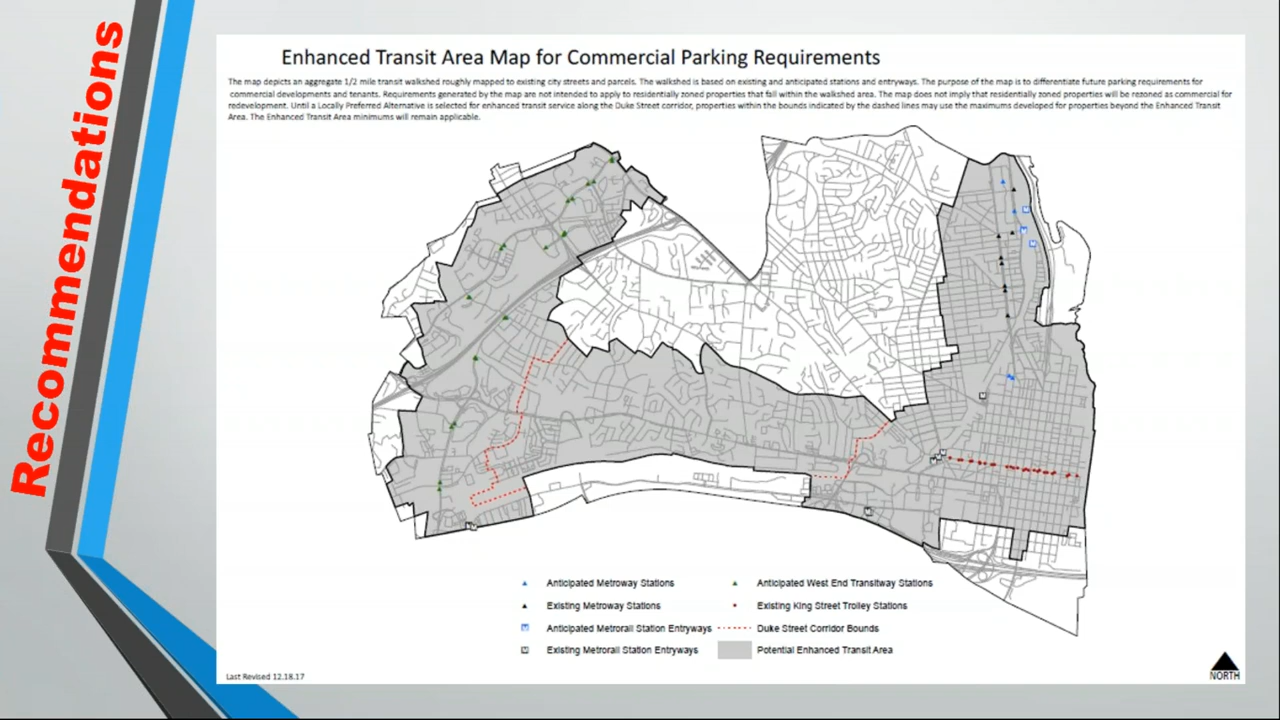 Recommendations
Enhanced Transit Area Map for Commercial Parking Requirements
The map depicts an aggregate 1/2 mile transit walkshed roughly mapped to existing city streets and parcels. The walkshed is based on existing and anticipated stations and entryways. The purpose of the map is to differentiate future parking requirements for
commercial developments and tenants. Requirements generated by the map are not intended to apply to residentially zoned properties that fall within the walkshed area. The map does not imply that residentially zoned properties will be rezoned as commercial for
redevelopment. Until a Locally Preferred Alternative is selected for enhanced transit service along the Duke Street corridor, properties within the bounds indicated by the dashed lines may use the maximums developed for properties beyond the Enhanced Transit
Area. The Enhanced Transit Area minimums will remain applicable.
Anticipated Metroway Stations
Anticipated West End Transitway Stations
Existing Metroway Stations
Existing King Street Trolley Stations
Anticipated Metrorail Station Entryways
Duke Street Corridor Bounds
Existing Metrorail Station Entryways
Potential Enhanced Transit Area
Last Revised 12.18.17
NORTH